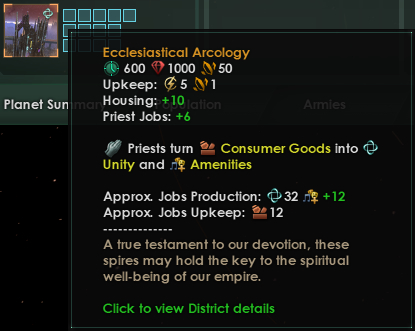 Ecclesiastical Arcology
600 1000 50
Upkeep: 5 1
Housing: +10
Priest Jobs: +6
Planet Summary Population Armies
Priests turn Consumer Goods into
Unity and Amenities
Approx. Jobs Production: 32 +12
Approx. Jobs Upkeep: 12
--------------
A true testament to our devotion, these
spires may hold the key to the spiritual
well-being of our empire.
Click to view District details